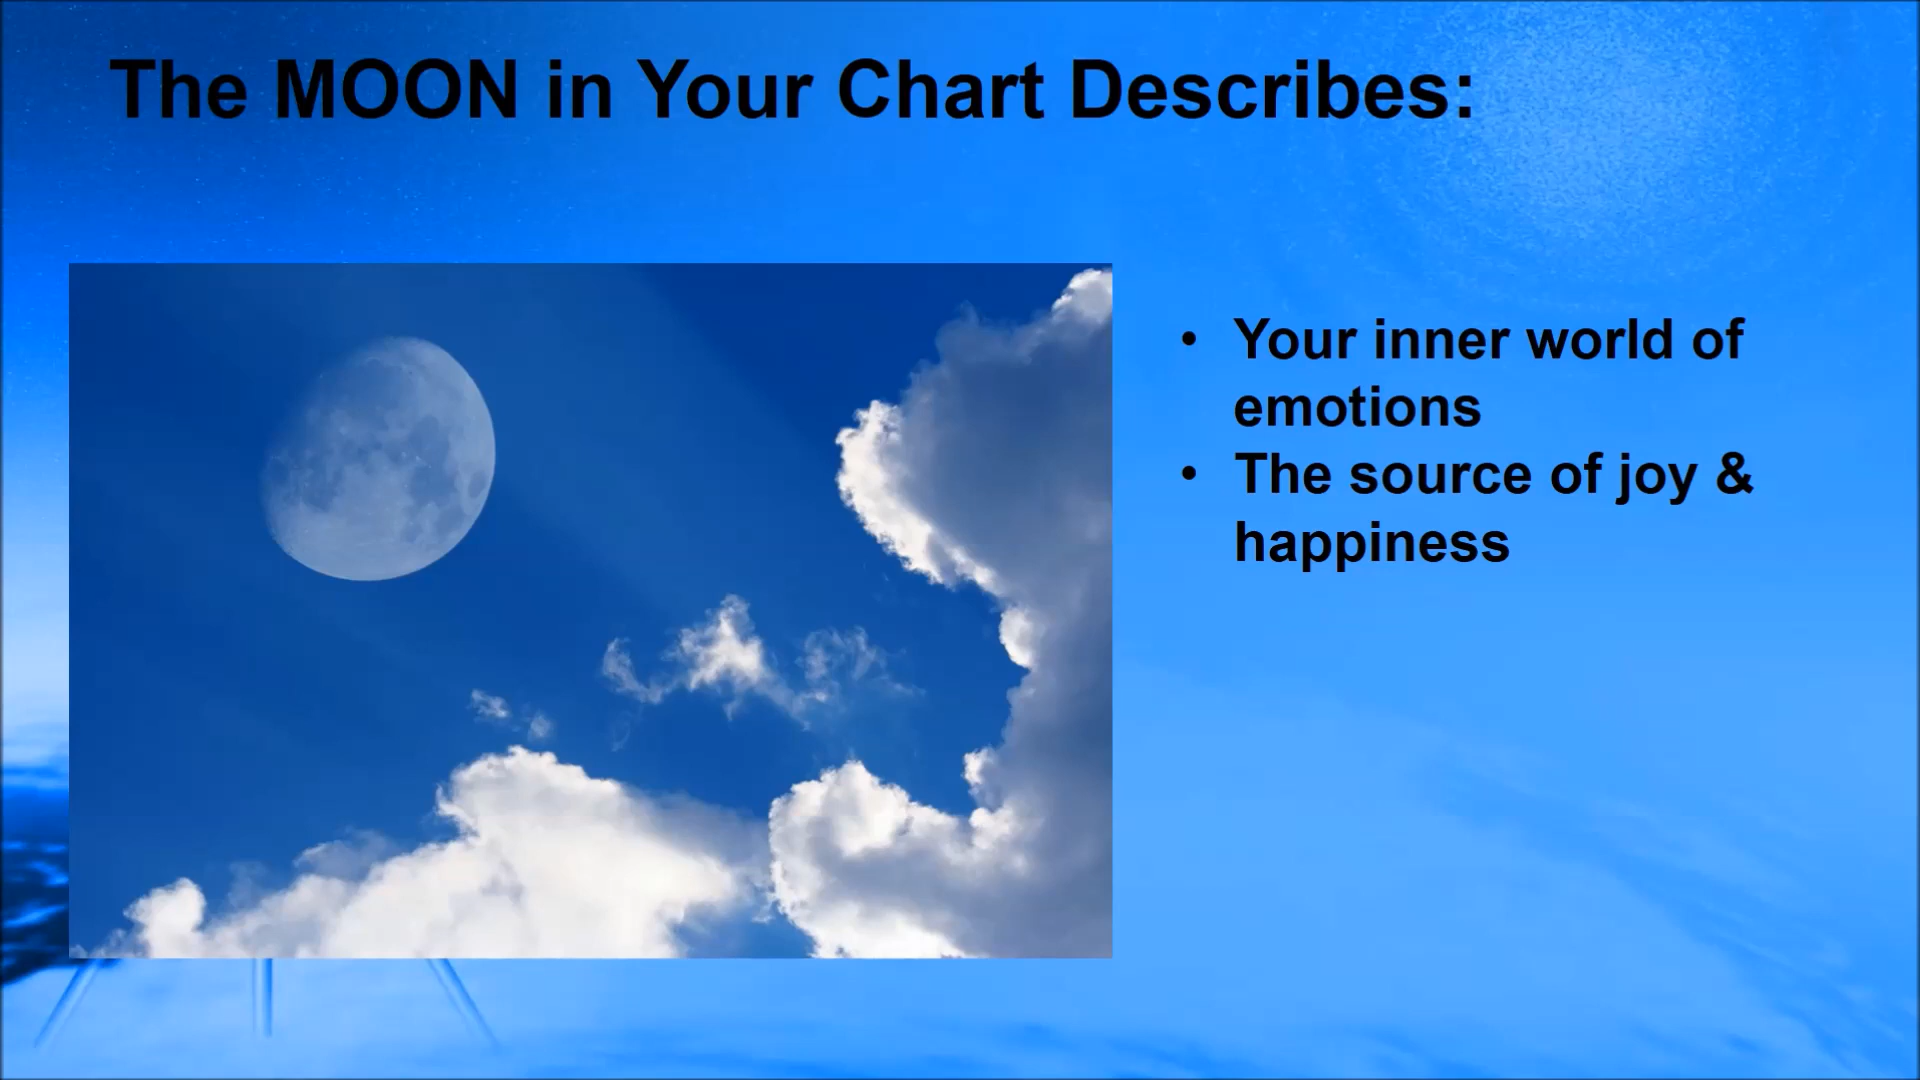 The MOON in Your Chart Describes:
• Your inner world of
emotions
• The source of joy &
happiness